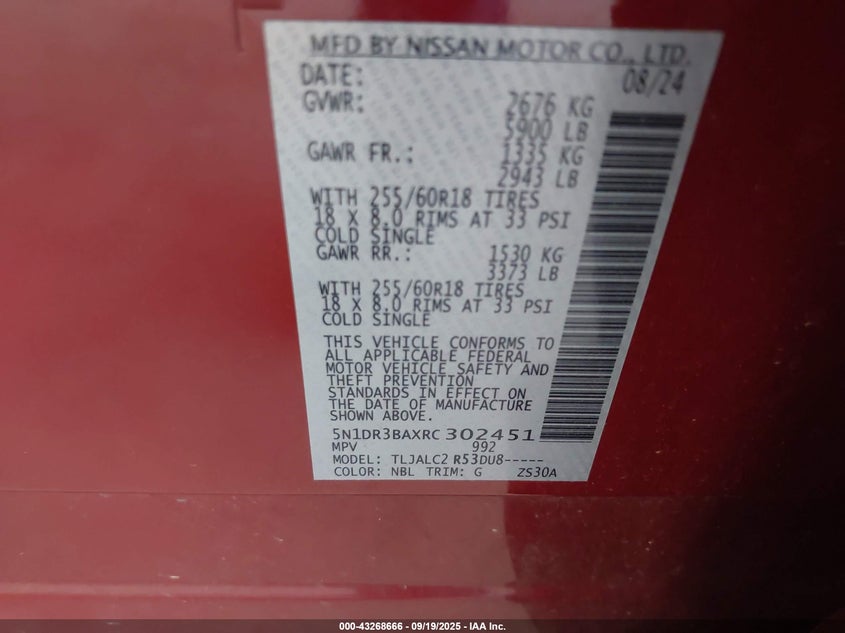 MFD BY NISSAN MOTOR CO., LTD.
DATE: 08/24
GVWR: 2676 KG
5900 LB
GAWR FR.: 1335 KG
2943 LB
WITH 255/60R18 TIRES
18 X 8.0 RIMS AT 33 PSI
COLD SINGLE
GAWR RR.: 1530 KG
3373 LB
WITH 255/60R18 TIRES
18 X 8.0 RIMS AT 33 PSI
COLD SINGLE
THIS VEHICLE CONFORMS TO
ALL APPLICABLE FEDERAL
MOTOR VEHICLE SAFETY AND
THEFT PREVENTION
STANDARDS IN EFFECT ON
THE DATE OF MANUFACTURE
SHOWN ABOVE.
5N1DR3BAXRC302451
MPV 992
MODEL: TLJALC2 R53DU8-----
COLOR: NBL TRIM: G ZS30A
000-43268666 - 09/19/2025 - IAA Inc.